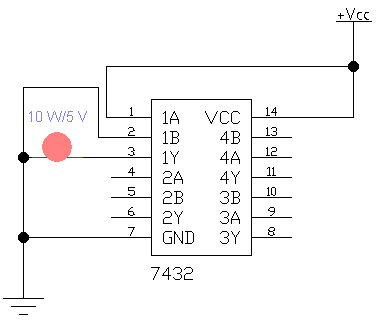 +Vcc
10 W/5 V
1 1A VCC 14
2 1B 4B 13
3 1Y 4A 12
4 2A 4Y 11
5 2B 3B 10
6 2Y 3A 9
7 GND 3Y 8
7432